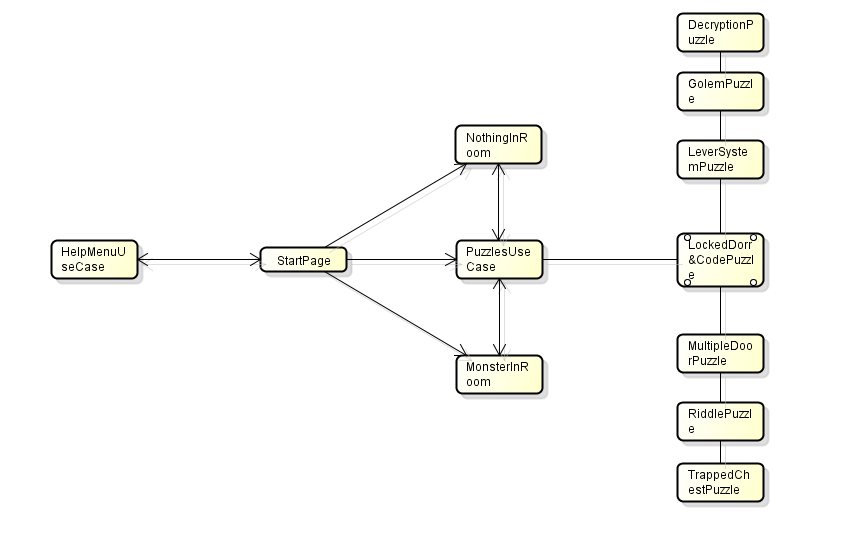 DecryptionP
uzzle
GolemPuzzl
e
NothingInR
oom
LeverSyste
mPuzzle
HelpMenuU
seCase
StartPage
PuzzlesUse
Case
LockedDorr
&CodePuzzl
e
MonsterInR
oom
MultipleDoo
rPuzzle
RiddlePuzzl
e
TrappedCh
estPuzzle